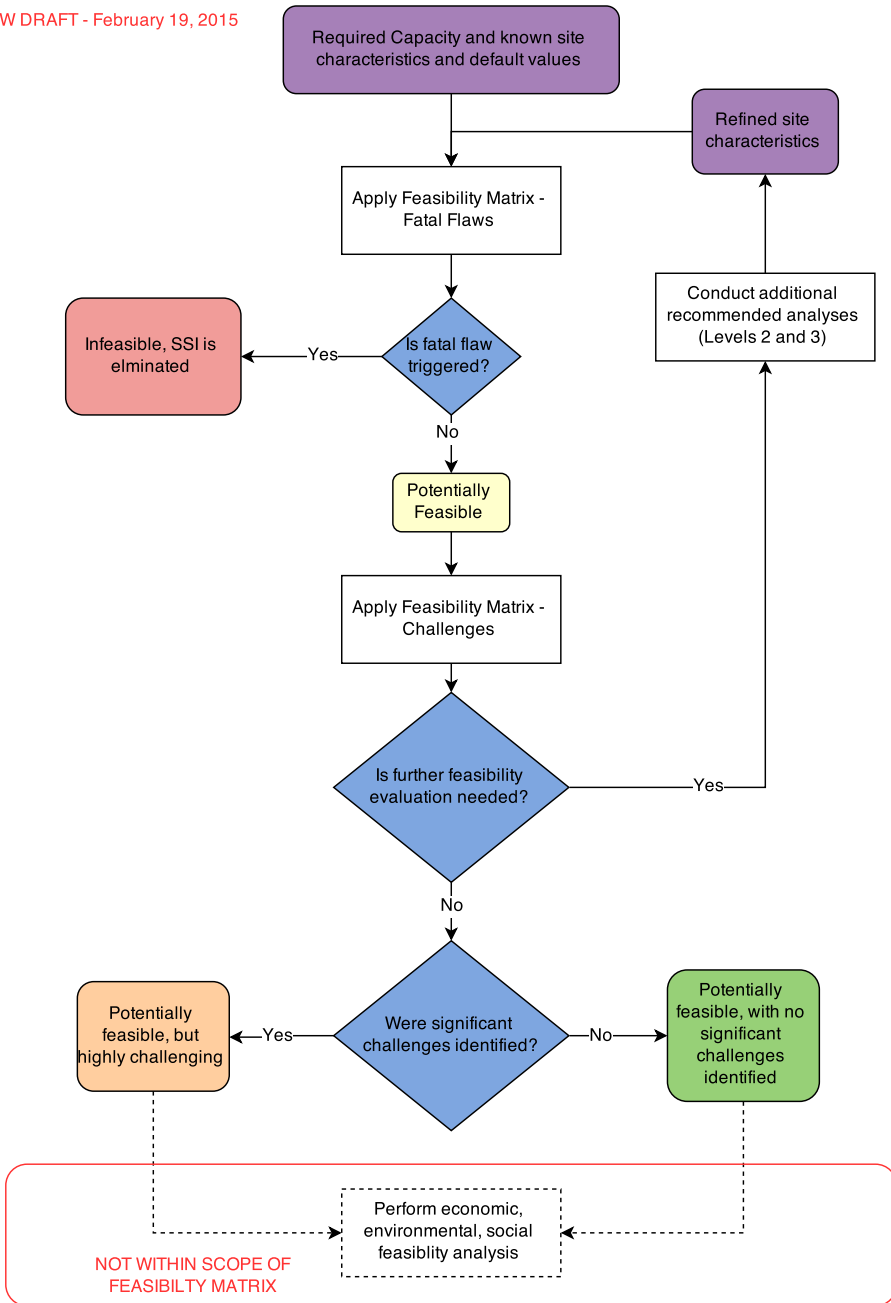 W DRAFT - February 19, 2015
Required Capacity and known site
characteristics and default values
Refined site
characteristics
Apply Feasibility Matrix -
Fatal Flaws
Conduct additional
recommended analyses
(Levels 2 and 3)
Is fatal flaw
triggered?
Yes
Infeasible, SSI is
elminated
No
Potentially
Feasible
Apply Feasibility Matrix -
Challenges
Is further feasibility
evaluation needed?
Yes
No
Were significant
challenges identified?
Yes
No
Potentially
feasible, but
highly challenging
Potentially
feasible, with no
significant
challenges
identified
Perform economic,
environmental, social
feasiblity analysis
NOT WITHIN SCOPE OF
FEASIBILTY MATRIX